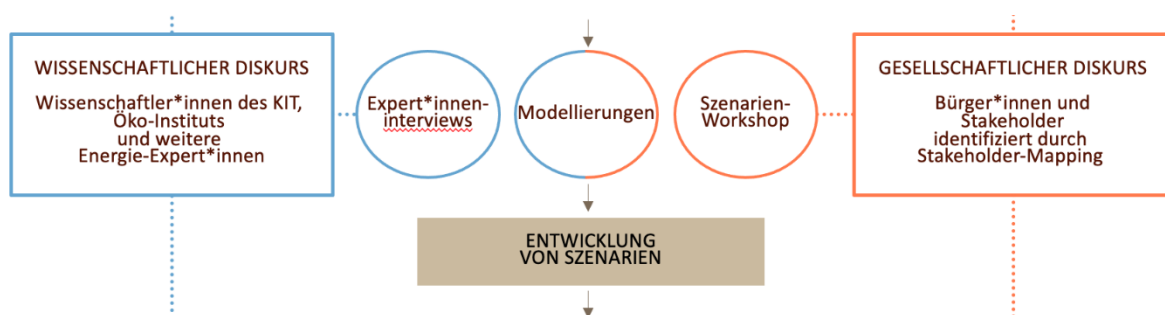 WISSENSCHAFTLICHER DISKURS
Wissenschaftler*innen des KIT,
Öko-Instituts
und weitere
Energie-Expert*innen
Expert*innen-
interviews
Modellierungen
Szenarien-
Workshop
GESELLSCHAFTLICHER DISKURS
Bürger*innen und
Stakeholder
identifiziert durch
Stakeholder-Mapping
ENTWICKLUNG
VON SZENARIEN